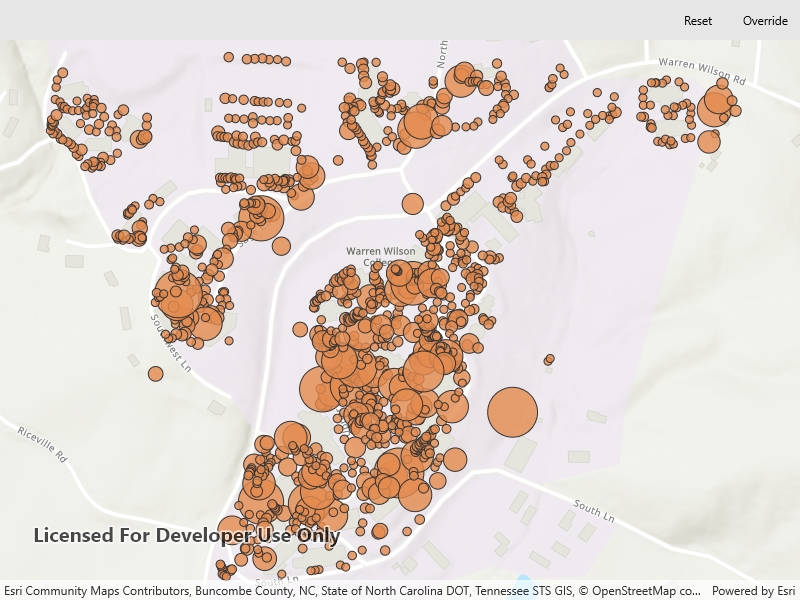 Reset Override
Warren Wilson Rd
North
Warren Wilson
College
Southwest Ln
Riceville Rd
South Ln
Licensed For Developer Use Only
South Ln
Esri Community Maps Contributors, Buncombe County, NC, State of North Carolina DOT, Tennessee STS GIS, © OpenStreetMap co... Powered by Esri